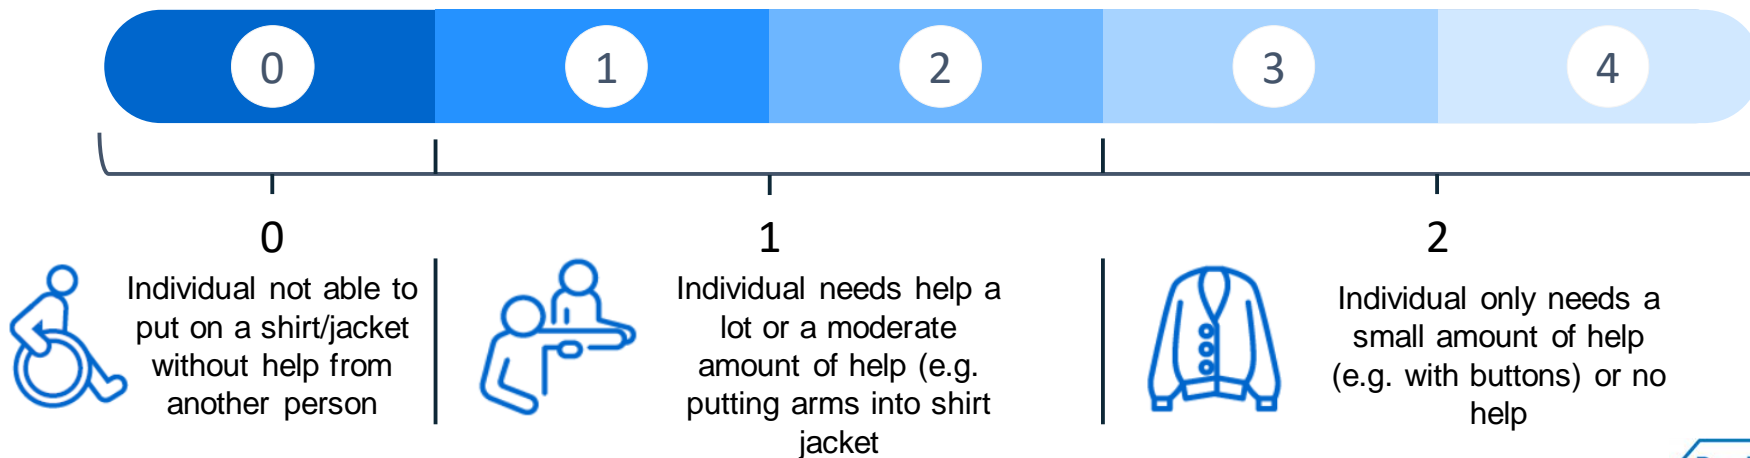 0
1
2
3
4
0
Individual not able to
put on a shirt/jacket
without help from
another person
1
Individual needs help a
lot or a moderate
amount of help (e.g.
putting arms into shirt
jacket
2
Individual only needs a
small amount of help
(e.g. with buttons) or no
help